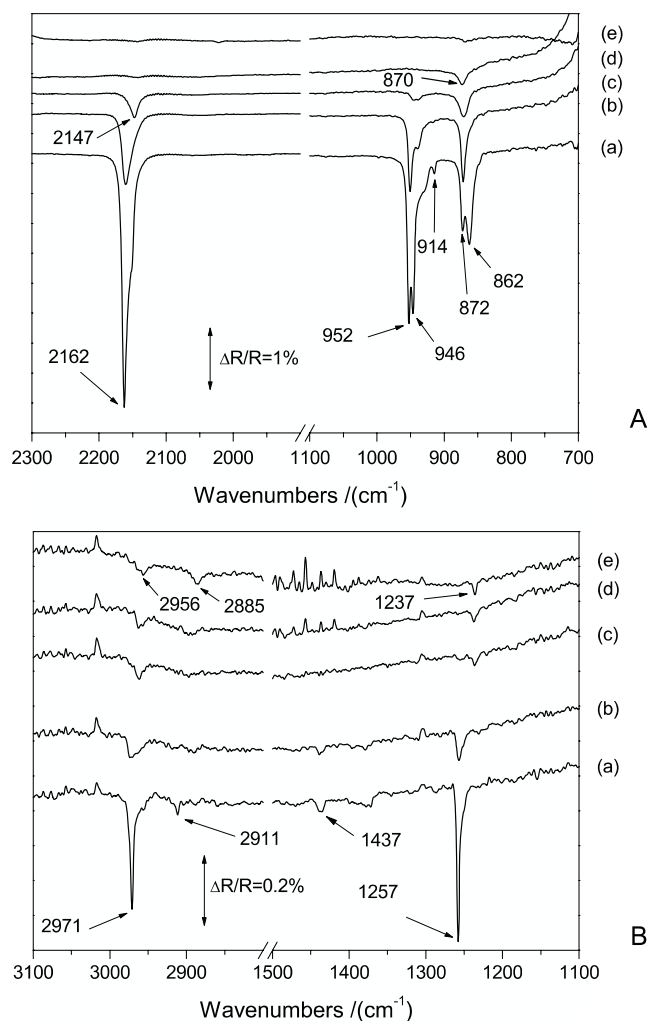 (e)
(d)
870
(c)
(b)
2147
(a)
914
862
872
952
946
2162
ΔR/R=1%
A
2300 2200 2100 2000 1100 1000 900 800 700
Wavenumbers /(cm⁻¹)
(e)
2956 2885 1237
(d)
(c)
(b)
(a)
2911 1437
ΔR/R=0.2%
1257
2971
B
3100 3000 2900 1500 1400 1300 1200 1100
Wavenumbers /(cm⁻¹)